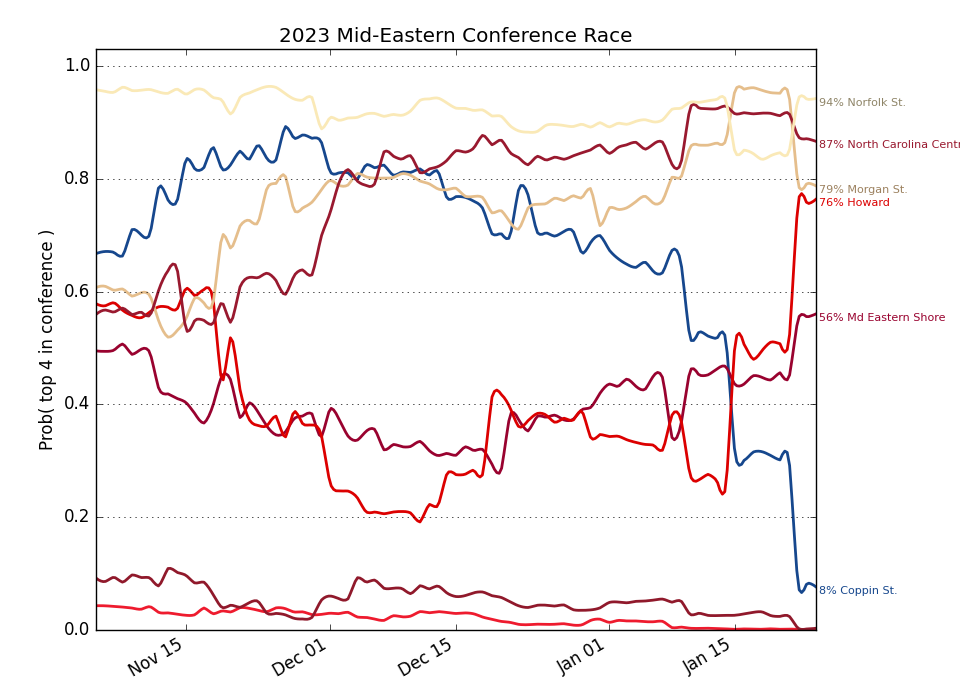 2023 Mid-Eastern Conference Race
Prob( top 4 in conference )
1.0
0.8
0.6
0.4
0.2
0.0
Nov 15
Dec 01
Dec 15
Jan 01
Jan 15
94% Norfolk St.
87% North Carolina Centr
79% Morgan St.
76% Howard
56% Md Eastern Shore
8% Coppin St.